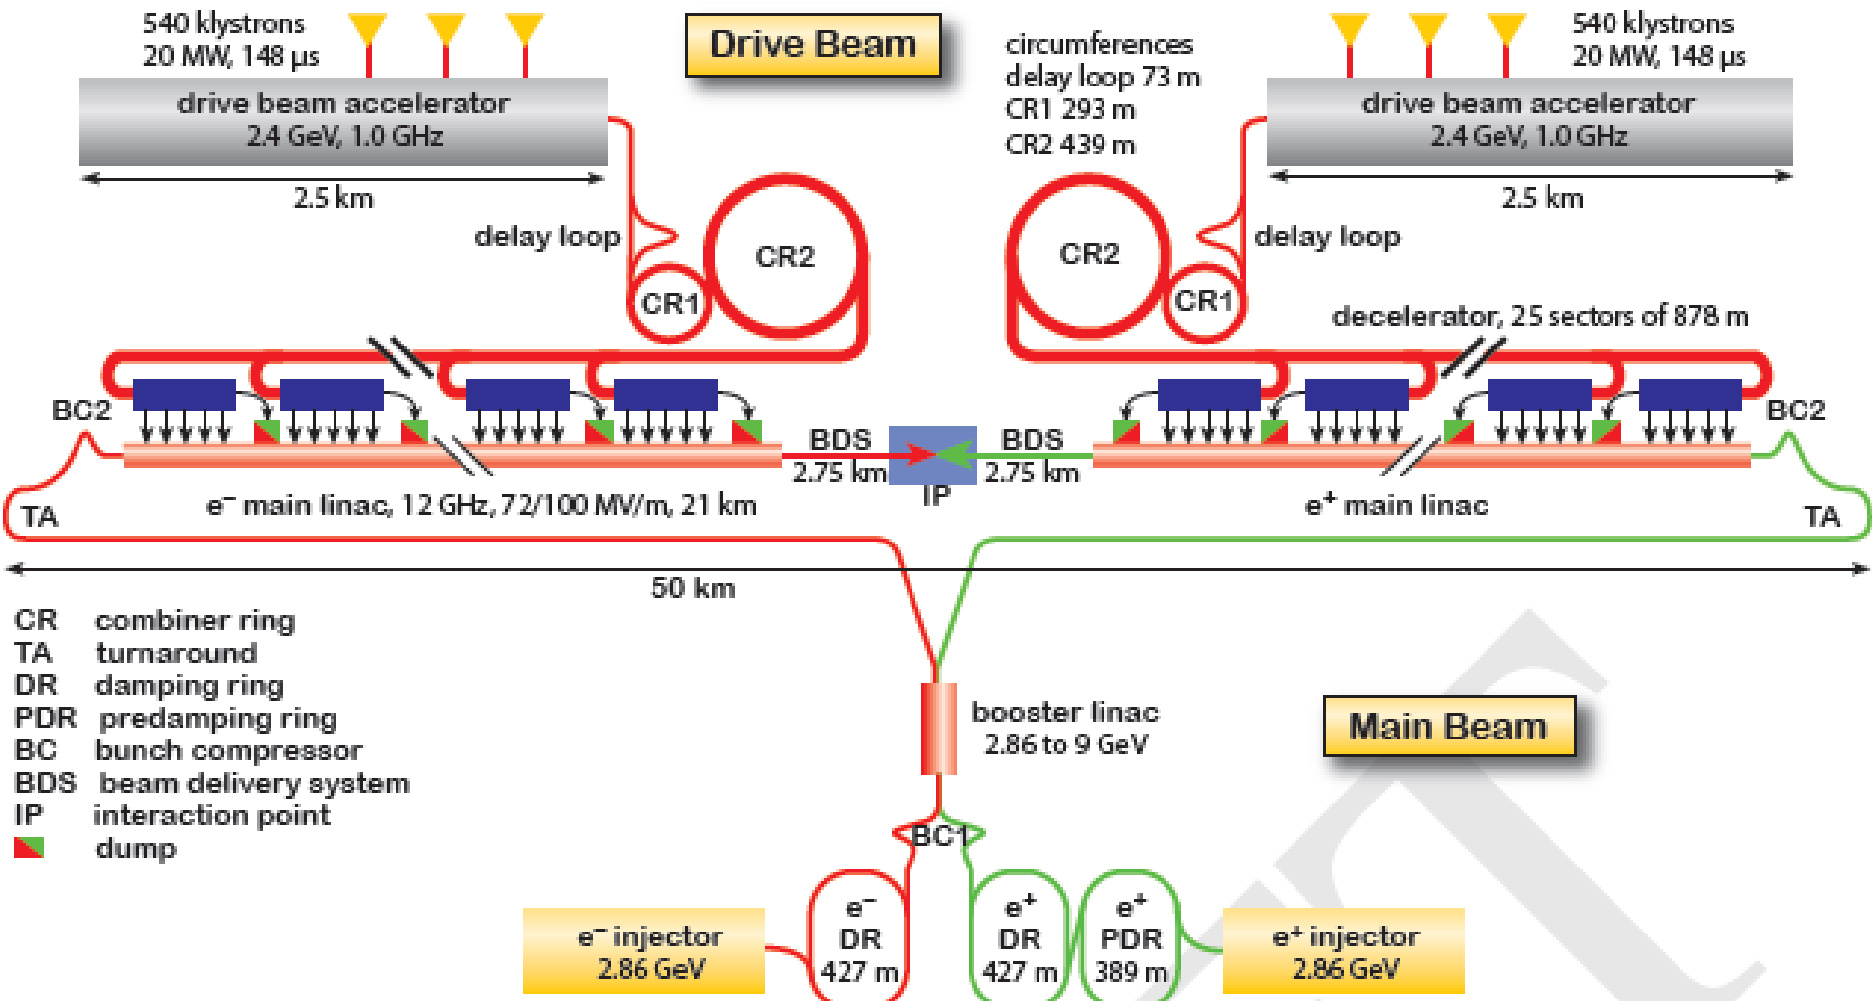 540 klystrons
20 MW, 148 µs
Drive Beam
circumferences
delay loop 73 m
CR1 293 m
CR2 439 m
540 klystrons
20 MW, 148 µs
drive beam accelerator
2.4 GeV, 1.0 GHz
drive beam accelerator
2.4 GeV, 1.0 GHz
2.5 km
2.5 km
delay loop
CR1
CR2
CR2
CR1
delay loop
decelerator, 25 sectors of 878 m
BC2
BC2
BDS
2.75 km
BDS
2.75 km
IP
TA
e⁻ main linac, 12 GHz, 72/100 MV/m, 21 km
e⁺ main linac
TA
50 km
CR combiner ring
TA turnaround
DR damping ring
PDR predamping ring
BC bunch compressor
BDS beam delivery system
IP interaction point
dump
booster linac
2.86 to 9 GeV
Main Beam
BC1
e⁻ injector
2.86 GeV
e⁻
DR
427 m
e⁺
DR
427 m
e⁺
PDR
389 m
e⁺ injector
2.86 GeV